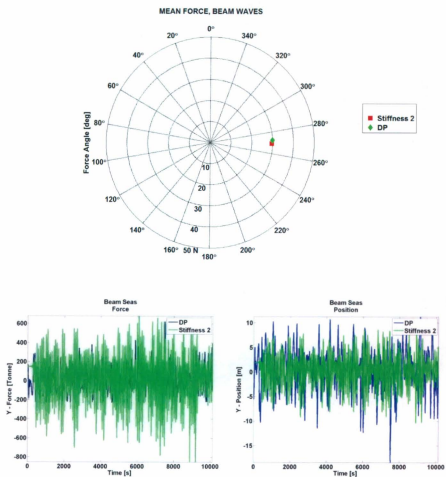 MEAN FORCE, BEAM WAVES
0°
20°
340°
40°
320°
60°
300°
80°
280°
Force Angle [deg]
100°
260°
120°
240°
140°
220°
160°
200°
180°
10
20
30
40
50 N
Stiffness 2
DP
Beam Seas
Force
DP
Stiffness 2
Y - Force [Tonne]
600
400
200
0
-200
-400
-600
-800
0
2000
4000
6000
8000
10000
Time [s]
Beam Seas
Position
DP
Stiffness 2
Y - Position [m]
10
5
0
-5
-10
-15
0
2000
4000
6000
8000
10000
Time [s]